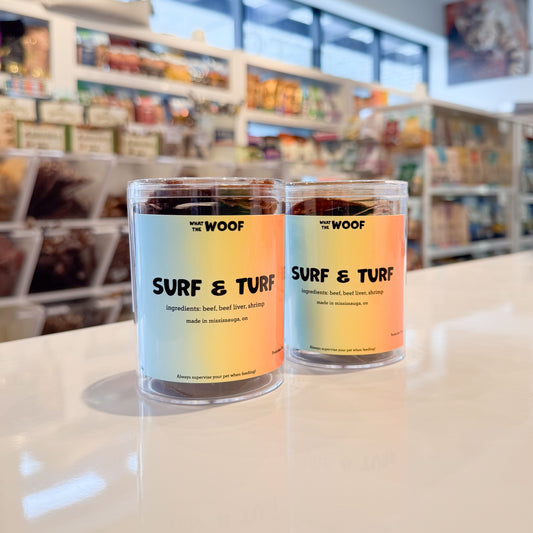 WHAT THE WOOF
SURF & TURF
ingredients: beef, beef liver, shrimp
made in mississauga, on
Always supervise your pet when feeding!
WHAT THE WOOF
SURF & TURF
ingredients: beef, beef liver, shrimp
made in mississauga, on
Always supervise your pet when feeding!